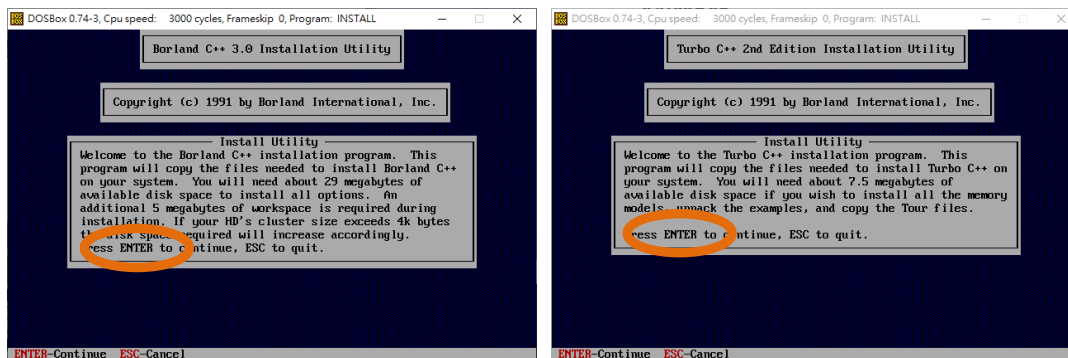 DOSBox 0.74-3, Cpu speed: 3000 cycles, Frameskip 0, Program: INSTALL
Borland C++ 3.0 Installation Utility
Copyright (c) 1991 by Borland International, Inc.
Install Utility
Welcome to the Borland C++ installation program. This
program will copy the files needed to install Borland C++
on your system. You will need about 29 megabytes of
available disk space to install all options. An
additional 5 megabytes of workspace is required during
installation. If your HD's cluster size exceeds 4k bytes
the disk space required will increase accordingly.
Press ENTER to continue, ESC to quit.
ENTER-Continue ESC-Cancel
DOSBox 0.74-3, Cpu speed: 3000 cycles, Frameskip 0, Program: INSTALL
Turbo C++ 2nd Edition Installation Utility
Copyright (c) 1991 by Borland International, Inc.
Install Utility
Welcome to the Turbo C++ installation program. This
program will copy the files needed to install Turbo C++ on
your system. You will need about 7.5 megabytes of
available disk space if you wish to install all the memory
models, unpack the examples, and copy the Tour files.
Press ENTER to continue, ESC to quit.
ENTER-Continue ESC-Cancel